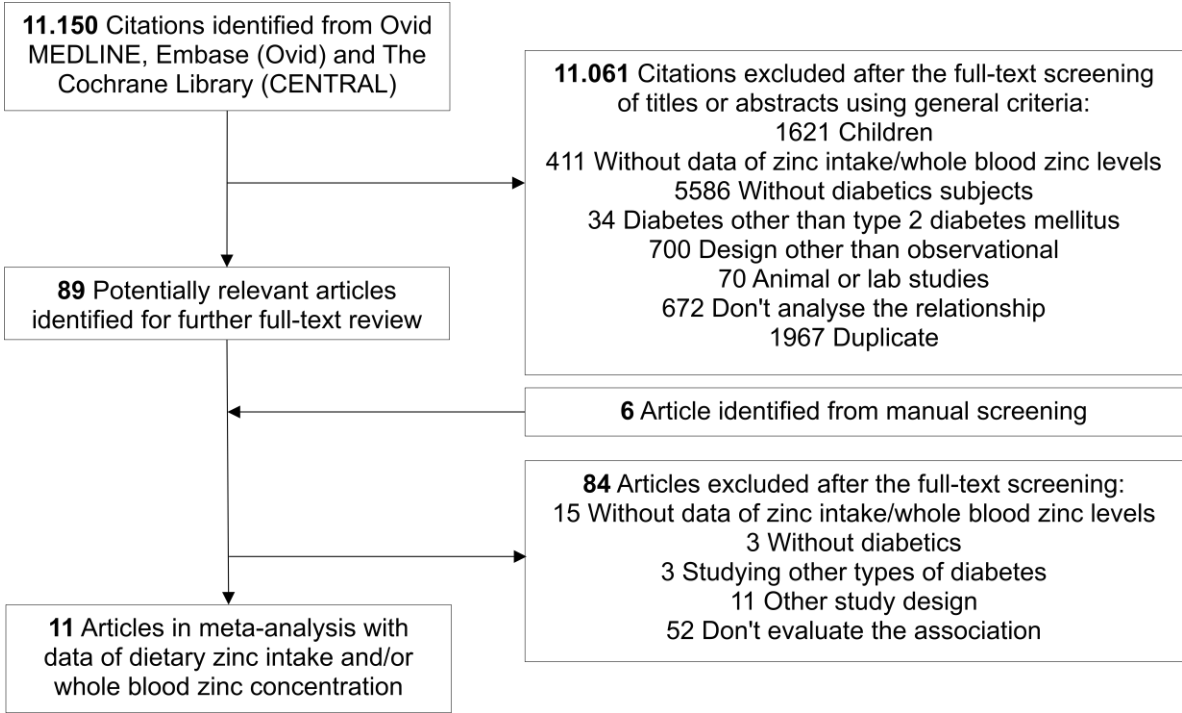 11.150 Citations identified from Ovid
MEDLINE, Embase (Ovid) and The
Cochrane Library (CENTRAL)
11.061 Citations excluded after the full-text screening
of titles or abstracts using general criteria:
1621 Children
411 Without data of zinc intake/whole blood zinc levels
5586 Without diabetics subjects
34 Diabetes other than type 2 diabetes mellitus
700 Design other than observational
70 Animal or lab studies
672 Don't analyse the relationship
1967 Duplicate
89 Potentially relevant articles
identified for further full-text review
6 Article identified from manual screening
84 Articles excluded after the full-text screening:
15 Without data of zinc intake/whole blood zinc levels
3 Without diabetics
3 Studying other types of diabetes
11 Other study design
52 Don't evaluate the association
11 Articles in meta-analysis with
data of dietary zinc intake and/or
whole blood zinc concentration